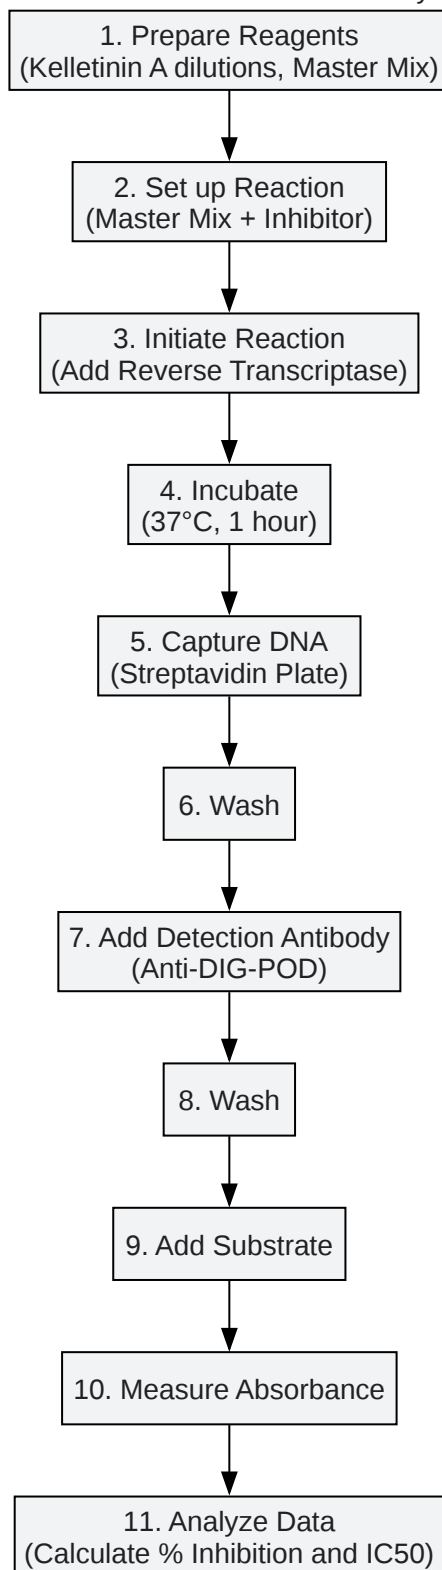 1. Prepare Reagents
(Kelletinin A dilutions, Master Mix)
2. Set up Reaction
(Master Mix + Inhibitor)
3. Initiate Reaction
(Add Reverse Transcriptase)
4. Incubate
(37°C, 1 hour)
5. Capture DNA
(Streptavidin Plate)
6. Wash
7. Add Detection Antibody
(Anti-DIG-POD)
8. Wash
9. Add Substrate
10. Measure Absorbance
11. Analyze Data
(Calculate % Inhibition and IC50)